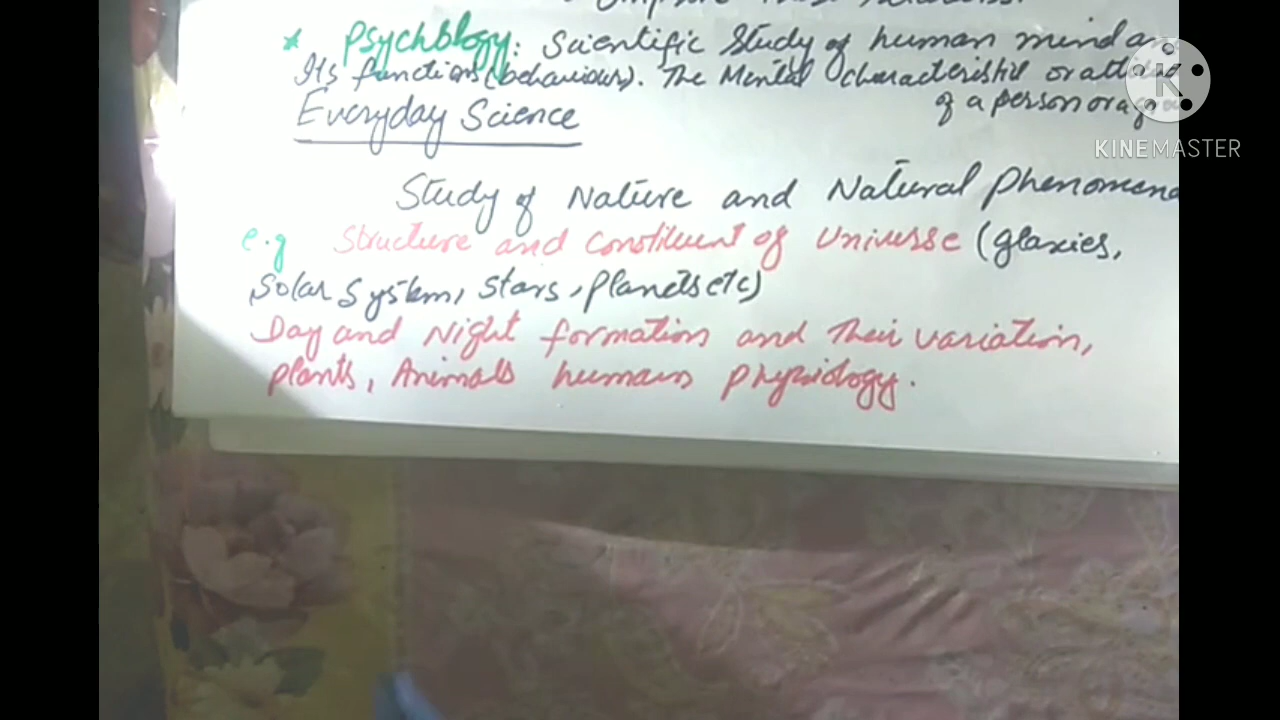 * Psychology: Scientific Study of human mind
Its functions (behaviours). The Mental characteristic or
of a person or a
Everyday Science
Study of Nature and Natural Phenomena
e.g Structure and Constituent of Universe (glaxies,
Solar System, Stars, planets etc)
Day and Night formation and Their variation,
plants, Animals humans physiology.
K
KINEMASTER